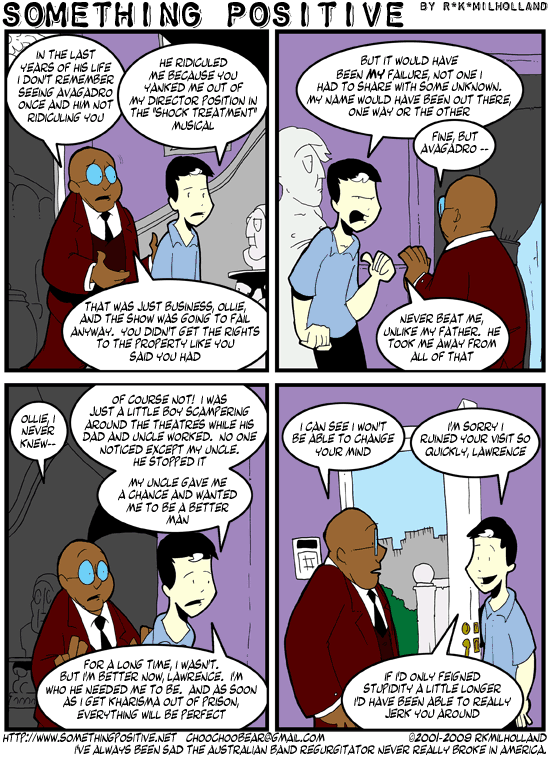 SOMETHING POSITIVE
BY R*K*MILHOLLAND
IN THE LAST
YEARS OF HIS LIFE
I DON'T REMEMBER
SEEING AVAGADRO
ONCE AND HIM NOT
RIDICULING YOU
HE RIDICULED
ME BECAUSE YOU
YANKED ME OUT OF
MY DIRECTOR POSITION IN
THE "SHOCK TREATMENT"
MUSICAL
THAT WAS JUST BUSINESS, OLLIE,
AND THE SHOW WAS GOING TO FAIL
ANYWAY. YOU DIDN'T GET THE RIGHTS
TO THE PROPERTY LIKE YOU
SAID YOU HAD
BUT IT WOULD HAVE
BEEN MY FAILURE, NOT ONE I
HAD TO SHARE WITH SOME UNKNOWN.
MY NAME WOULD HAVE BEEN OUT THERE,
ONE WAY OR THE OTHER
FINE, BUT
AVAGADRO --
NEVER BEAT ME,
UNLIKE MY FATHER. HE
TOOK ME AWAY FROM
ALL OF THAT
OLLIE, I
NEVER
KNEW--
OF COURSE NOT! I WAS
JUST A LITTLE BOY SCAMPERING
AROUND THE THEATRES WHILE HIS
DAD AND UNCLE WORKED. NO ONE
NOTICED EXCEPT MY UNCLE.
HE STOPPED IT
MY UNCLE GAVE ME
A CHANCE AND WANTED
ME TO BE A BETTER
MAN
FOR A LONG TIME, I WASN'T.
BUT I'M BETTER NOW, LAWRENCE. I'M
WHO HE NEEDED ME TO BE. AND AS SOON
AS I GET KHARISMA OUT OF PRISON,
EVERYTHING WILL BE PERFECT
I CAN SEE I WON'T
BE ABLE TO CHANGE
YOUR MIND
I'M SORRY I
RUINED YOUR VISIT SO
QUICKLY, LAWRENCE
IF I'D ONLY FEIGNED
STUPIDITY A LITTLE LONGER
I'D HAVE BEEN ABLE TO REALLY
JERK YOU AROUND
HTTP://WWW.SOMETHINGPOSITIVE.NET CHOOCHOOBEAR@GMAIL.COM ©2001-2009 RKMILHOLLAND
I'VE ALWAYS BEEN SAD THE AUSTRALIAN BAND REGURGITATOR NEVER REALLY BROKE IN AMERICA.